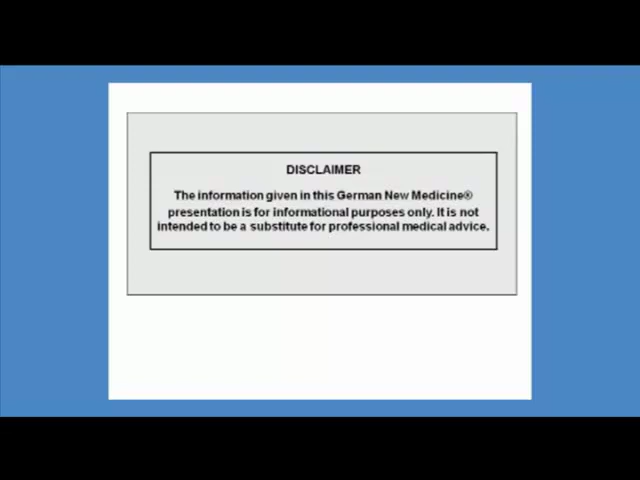 DISCLAIMER
The information given in this German New Medicine®
presentation is for informational purposes only. It is not
intended to be a substitute for professional medical advice.